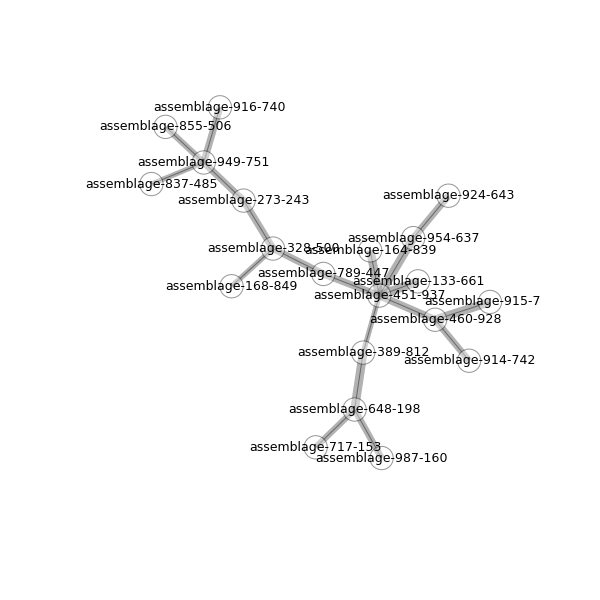 assemblage-916-740
assemblage-855-506
assemblage-949-751
assemblage-837-485
assemblage-924-643
assemblage-273-243
assemblage-954-637
assemblage-328-500
assemblage-164-839
assemblage-789-447
assemblage-133-661
assemblage-168-849
assemblage-451-937
assemblage-915-7
assemblage-460-928
assemblage-389-812
assemblage-914-742
assemblage-648-198
assemblage-717-153
assemblage-987-160